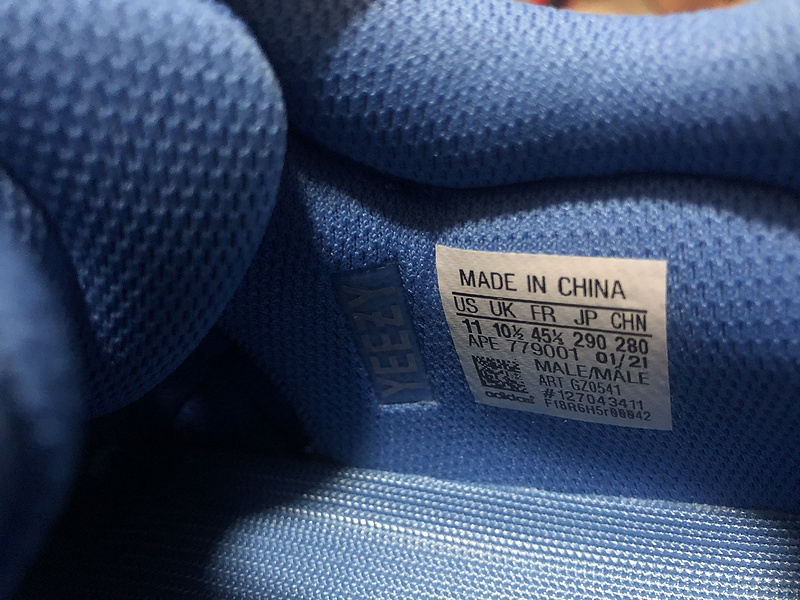 YEEZY
MADE IN CHINA
US UK FR JP CHN
11 10½ 45⅓ 290 280
APE 779001 01/21
MALE/MÂLE
ART GZ0541
#127043411
adidas